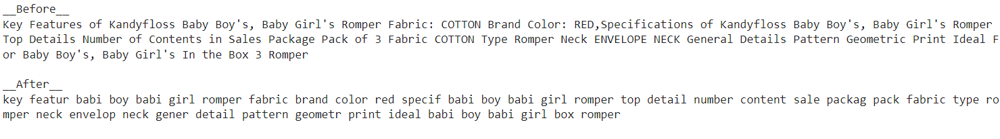 __Before__
Key Features of Kandyfloss Baby Boy's, Baby Girl's Romper Fabric: COTTON Brand Color: RED,Specifications of Kandyfloss Baby Boy's, Baby Girl's Romper
Top Details Number of Contents in Sales Package Pack of 3 Fabric COTTON Type Romper Neck ENVELOPE NECK General Details Pattern Geometric Print Ideal F
or Baby Boy's, Baby Girl's In the Box 3 Romper
__After__
key featur babi boy babi girl romper fabric brand color red specif babi boy babi girl romper top detail number content sale packag pack fabric type ro
mper neck envelop neck gener detail pattern geometr print ideal babi boy babi girl box romper